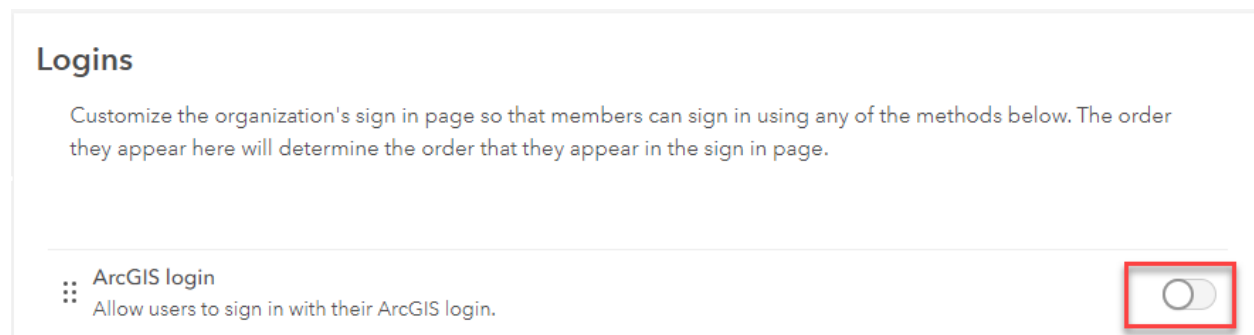 Logins
Customize the organization's sign in page so that members can sign in using any of the methods below. The order
they appear here will determine the order that they appear in the sign in page.
ArcGIS login
Allow users to sign in with their ArcGIS login.